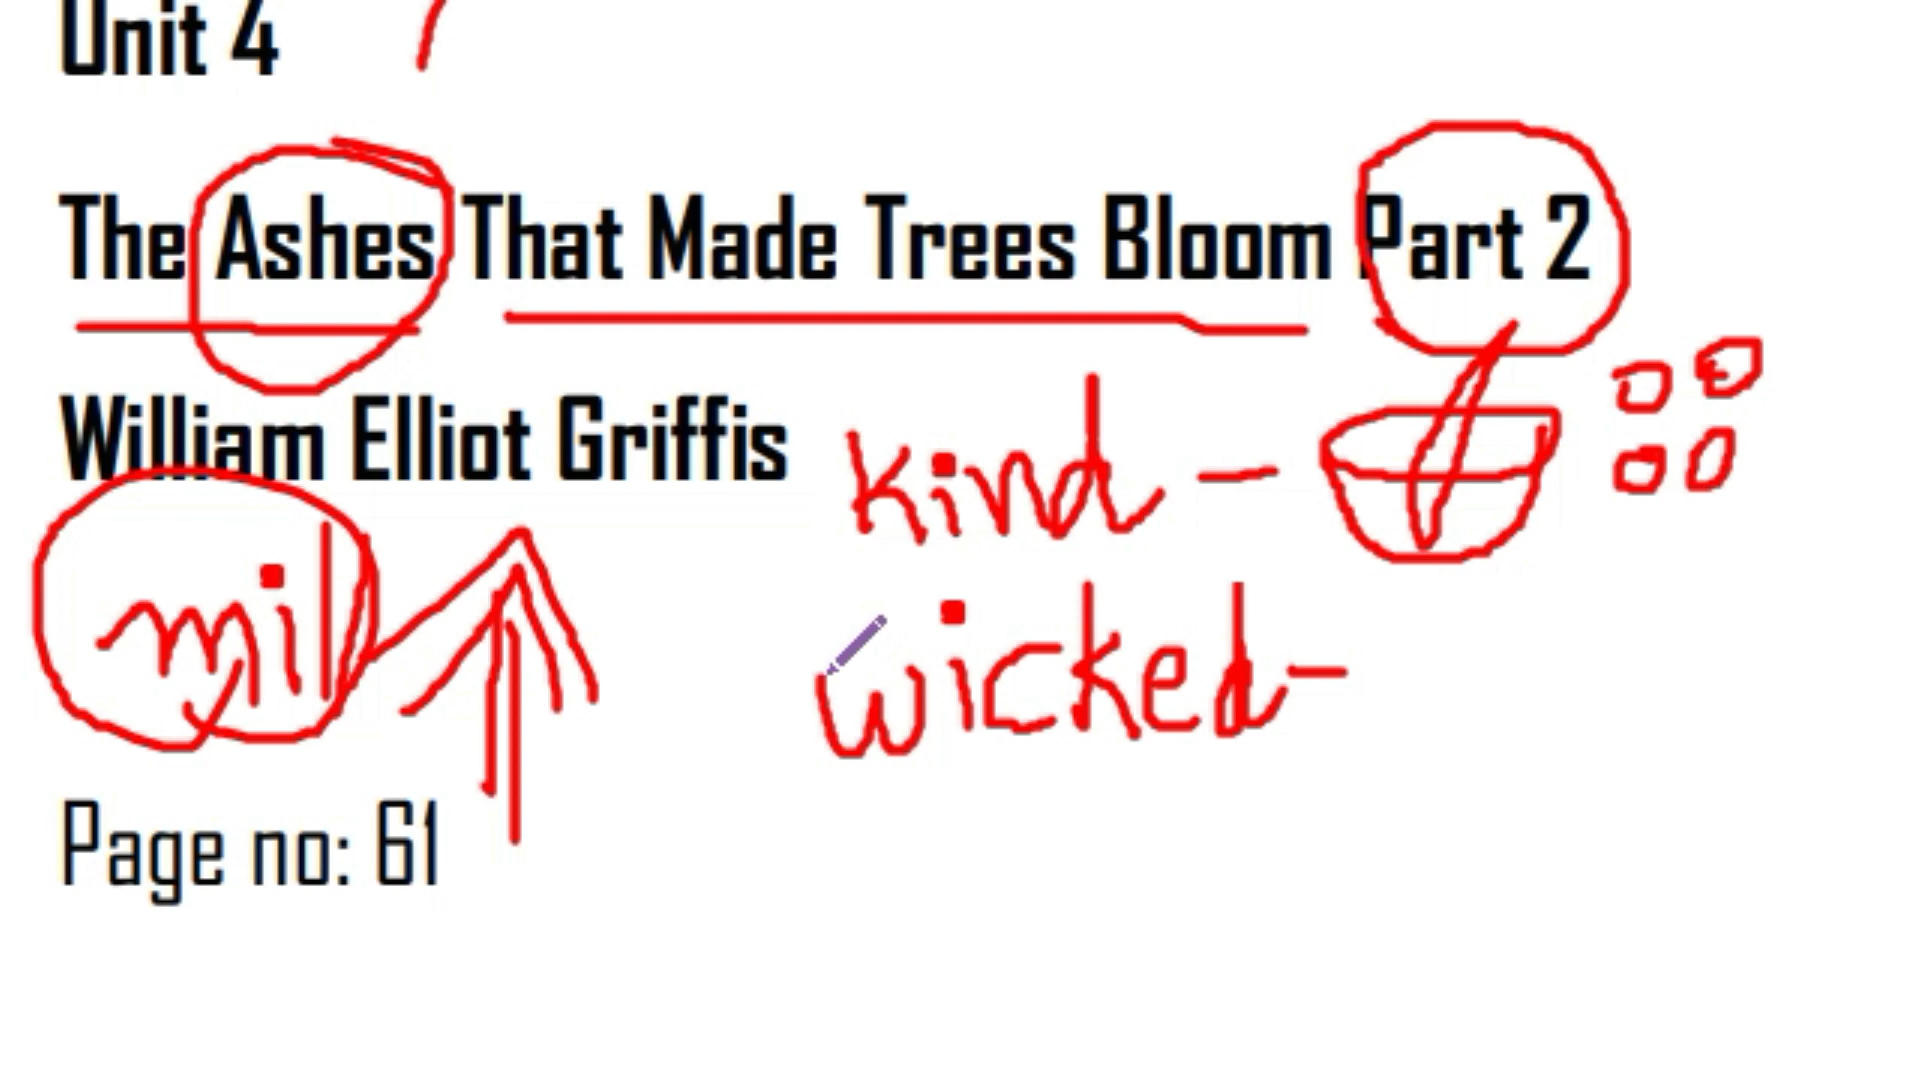 Unit 4
The Ashes That Made Trees Bloom Part 2
William Elliot Griffis
kind -
mil
wicked-
Page no: 61